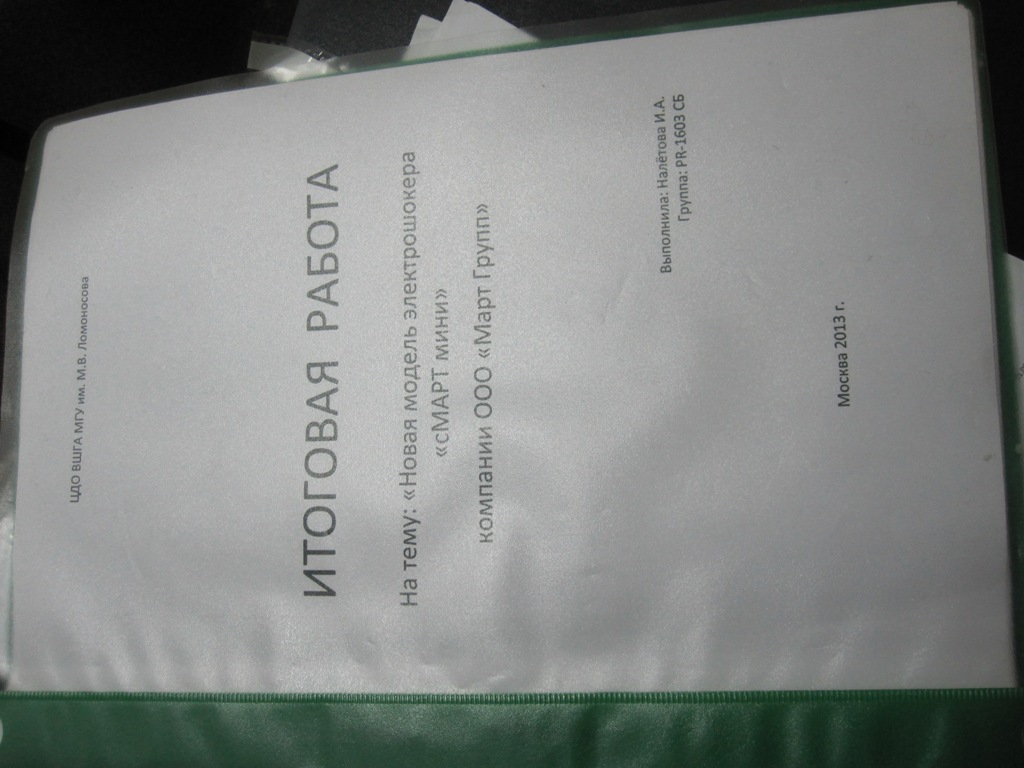 ЦДО ВШГА МГУ им. М.В. Ломоносова
ИТОГОВАЯ РАБОТА
На тему: «Новая модель электрошокера
«сМАРТ мини»
компании ООО «Март Групп»
Выполнила: Налётова И.А.
Группа: PR-1603 СБ
Москва 2013 г.